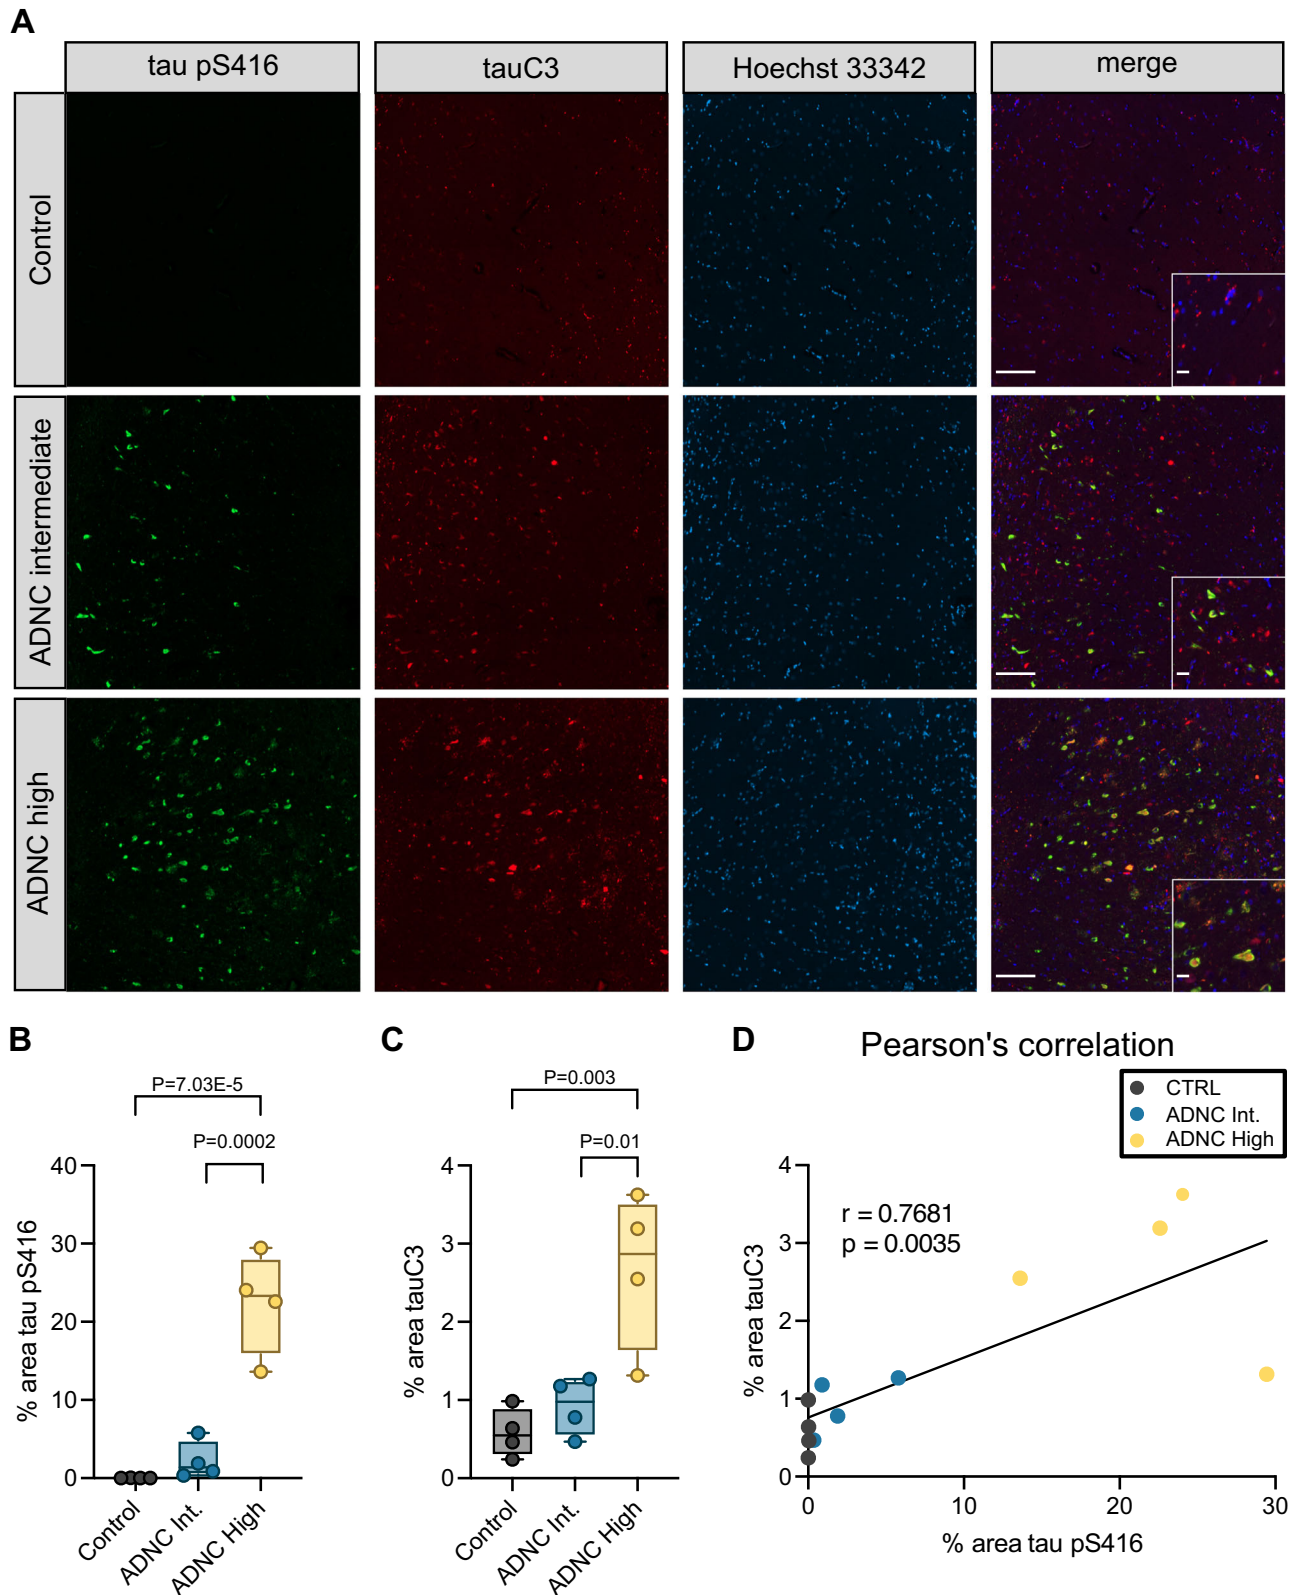 A
tau pS416
tauC3
Hoechst 33342
merge
Control
ADNC intermediate
ADNC high
B
P=7.03E-5
P=0.0002
% area tau pS416
40
30
20
10
0
Control
ADNC Int.
ADNC High
C
P=0.003
P=0.01
% area tauC3
4
3
2
1
0
Control
ADNC Int.
ADNC High
D
Pearson's correlation
CTRL
ADNC Int.
ADNC High
r = 0.7681
p = 0.0035
% area tauC3
4
3
2
1
0
0
10
20
30
% area tau pS416